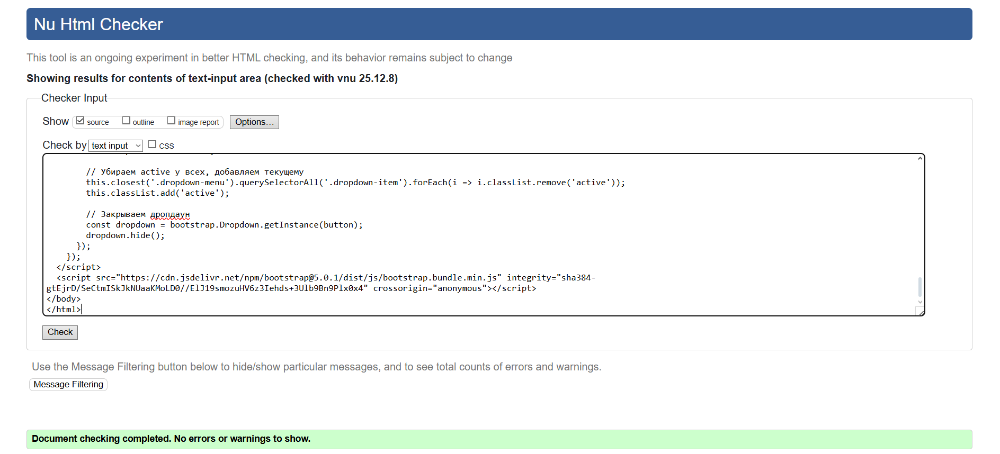 Nu Html Checker
This tool is an ongoing experiment in better HTML checking, and its behavior remains subject to change
Showing results for contents of text-input area (checked with vnu 25.12.8)
Checker Input
Show source outline image report Options...
Check by text input CSS
// Убираем active у всех, добавляем текущему
this.closest('.dropdown-menu').querySelectorAll('.dropdown-item').forEach(i => i.classList.remove('active'));
this.classList.add('active');
// Закрываем дропдаун
const dropdown = bootstrap.Dropdown.getInstance(button);
dropdown.hide();
});
});
</script>
<script src="https://cdn.jsdelivr.net/npm/bootstrap@5.0.1/dist/js/bootstrap.bundle.min.js" integrity="sha384-
gtEjrD/SeCtmISkJkNUaaKMoLD0//ElJ19smozuHV6z3Iehds+3Ulb9Bn9Plx0x4" crossorigin="anonymous"></script>
</body>
</html>
Check
Use the Message Filtering button below to hide/show particular messages, and to see total counts of errors and warnings.
Message Filtering
Document checking completed. No errors or warnings to show.